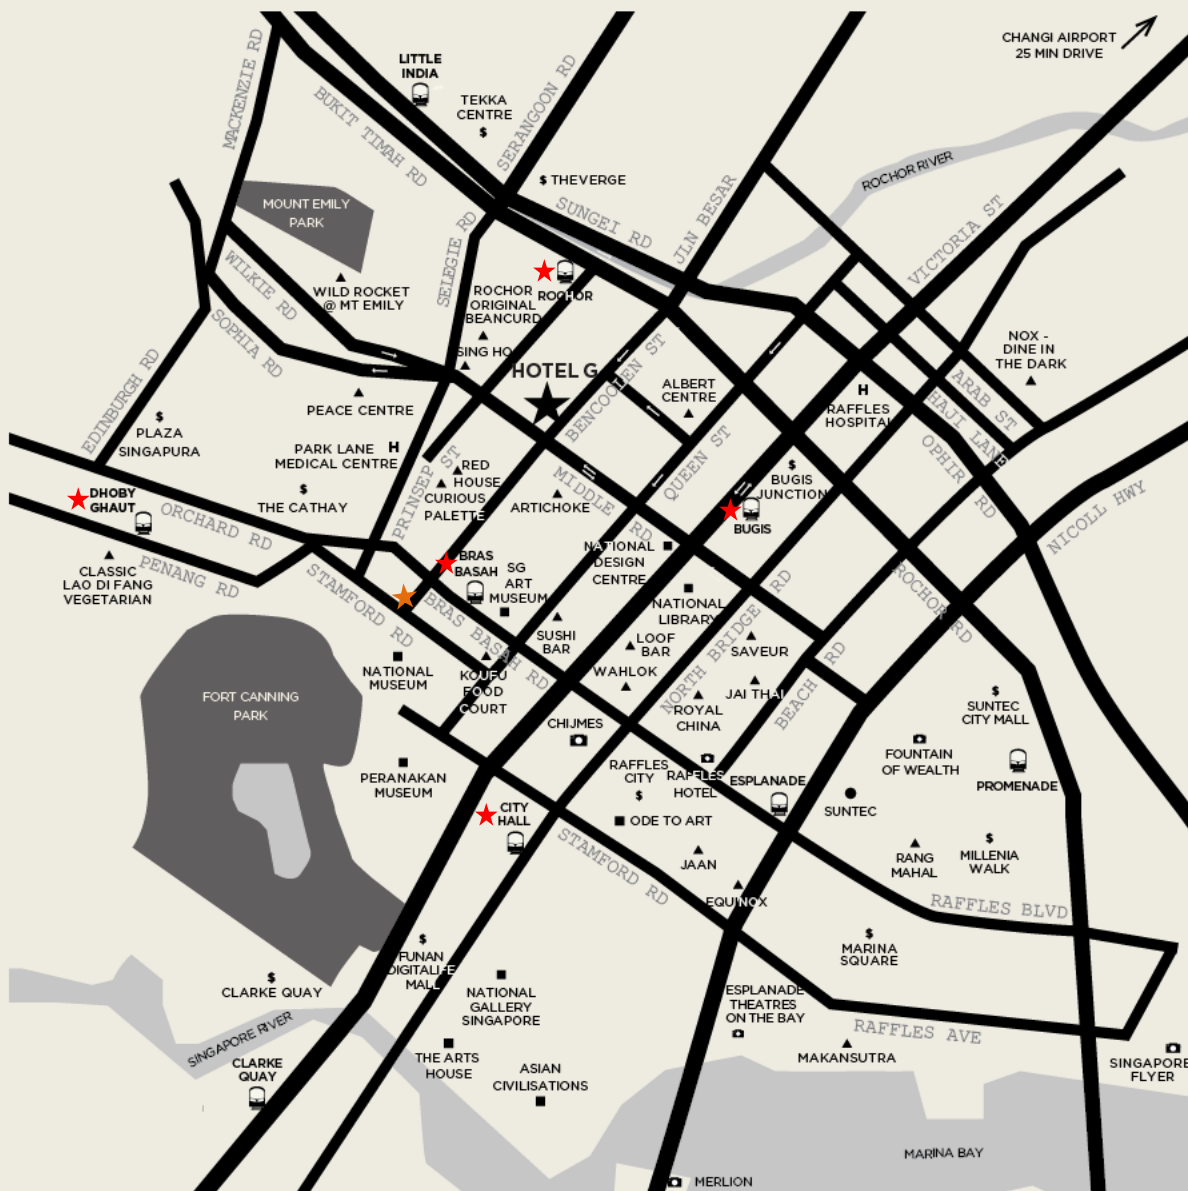 CHANGI AIRPORT
25 MIN DRIVE
MACKENZIE RD
LITTLE
INDIA
BUKIT TIMAH RD
TEKKA
CENTRE
$
SERANGOON RD
$ THEVERGE
SUNGEI RD
JLN BESAR
ROCHOR RIVER
VICTORIA ST
MOUNT EMILY
PARK
WILKIE RD
SELEGIE RD
WILD ROCKET
@ MT EMILY
ROCHOR
ORIGINAL
BEANCURD
ROCHOR
SOPHIA RD
SING HO
HOTEL G
BENCOOLEN ST
ALBERT
CENTRE
H
RAFFLES
HOSPITAL
NOX -
DINE IN
THE DARK
ARAB ST
HAJI LANE
OPHIR RD
EDINBURGH RD
PEACE CENTRE
$
PLAZA
SINGAPURA
PARK LANE H
MEDICAL CENTRE
PRINSEP ST
RED
HOUSE
CURIOUS
PALETTE
ARTICHOKE
MIDDLE RD
QUEEN ST
$
BUGIS
JUNCTION
BUGIS
NICOLL HWY
DHOBY
GHAUT
ORCHARD RD
$
THE CATHAY
CLASSIC
LAO DI FANG
VEGETARIAN
PENANG RD
STAMFORD RD
BRAS
BASAH
SG
ART
MUSEUM
BRAS BASAH RD
NATIONAL
DESIGN
CENTRE
NATIONAL
LIBRARY
NORTH BRIDGE RD
ROCHOR RD
SUSHI
BAR
LOOF
BAR
SAVEUR
WAHLOK
JAI THAI
BEACH RD
ROYAL
CHINA
NATIONAL
MUSEUM
KOUFU
FOOD
COURT
FORT CANNING
PARK
CHIJMES
$
SUNTEC
CITY MALL
FOUNTAIN
OF WEALTH
PROMENADE
PERANAKAN
MUSEUM
RAFFLES
CITY
$
RAFFLES
HOTEL
ESPLANADE
SUNTEC
CITY
HALL
ODE TO ART
STAMFORD RD
JAAN
RANG
MAHAL
$
MILLENIA
WALK
EQUINOX
RAFFLES BLVD
$
FUNAN
DIGITALIFE
MALL
$
MARINA
SQUARE
$
CLARKE QUAY
NATIONAL
GALLERY
SINGAPORE
ESPLANADE
THEATRES
ON THE BAY
RAFFLES AVE
SINGAPORE RIVER
THE ARTS
HOUSE
MAKANSUTRA
SINGAPORE
FLYER
CLARKE
QUAY
ASIAN
CIVILISATIONS
MARINA BAY
MERLION